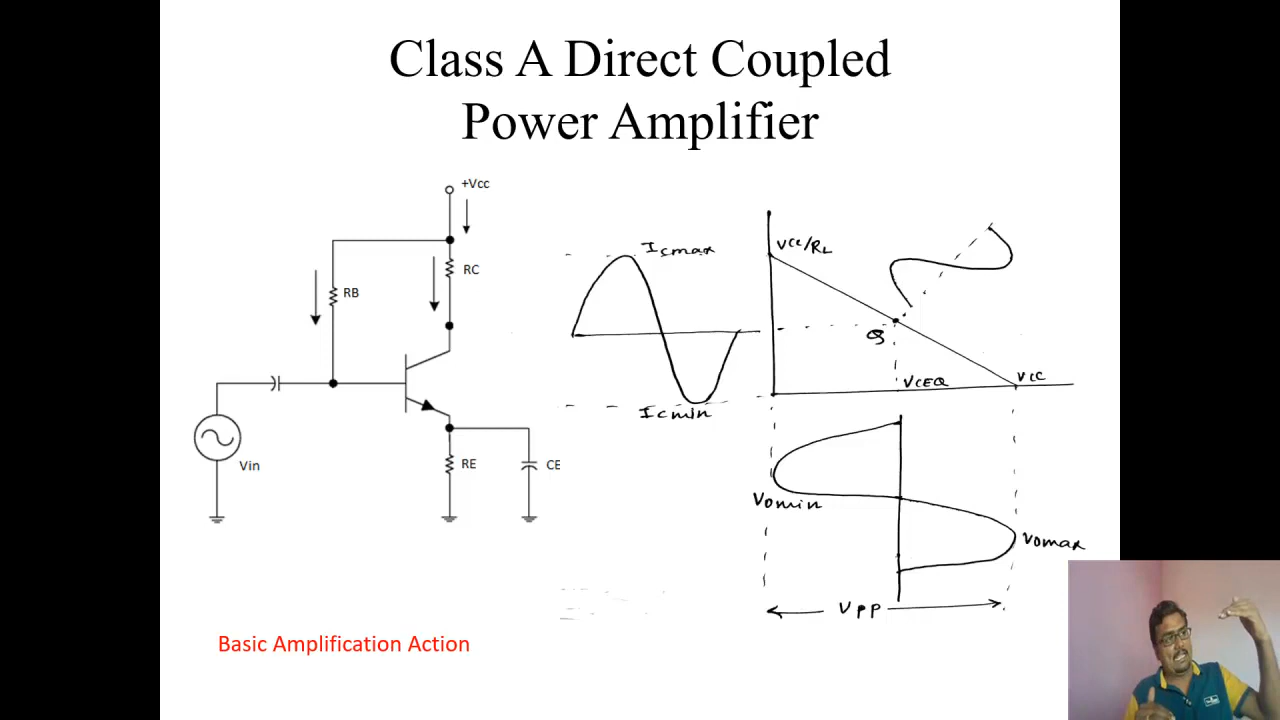 Class A Direct Coupled
Power Amplifier
+Vcc
RC
RB
Vin
RE
CE
Icmax
Icmin
VCC/RL
Q
VCEQ
VCC
Vomin
Vomax
VPP
Basic Amplification Action